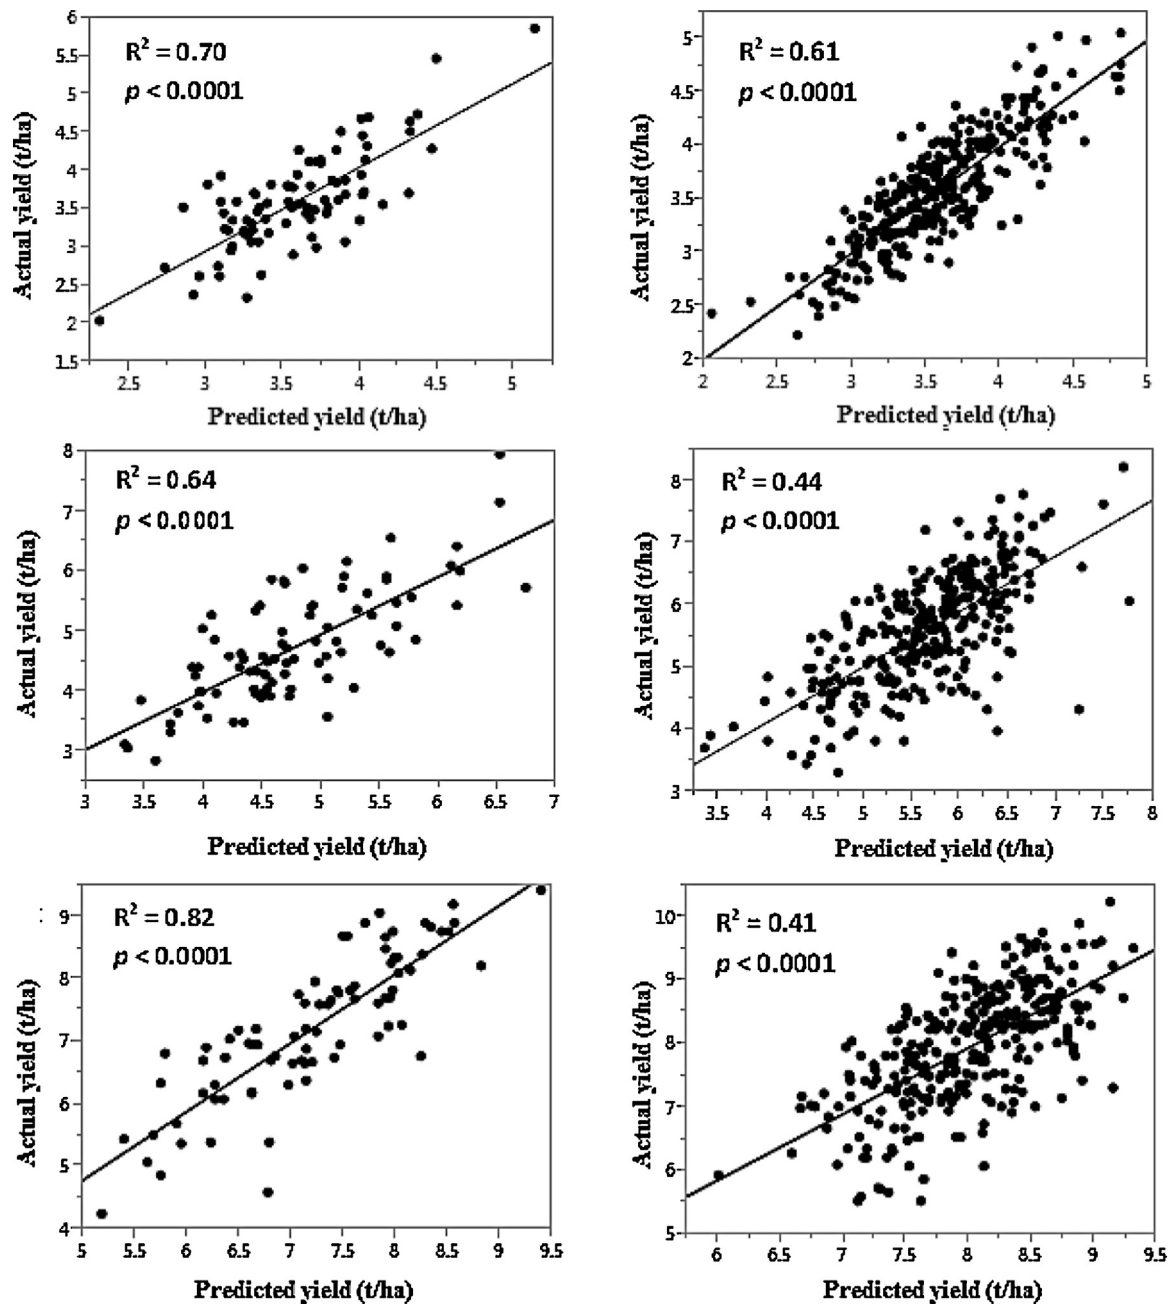 R² = 0.70
p < 0.0001
Actual yield (t/ha)
6
5.5
5
4.5
4
3.5
3
2.5
2
1.5
2.5 3 3.5 4 4.5 5
Predicted yield (t/ha)
R² = 0.61
p < 0.0001
Actual yield (t/ha)
5
4.5
4
3.5
3
2.5
2
2 2.5 3 3.5 4 4.5 5
Predicted yield (t/ha)
R² = 0.64
p < 0.0001
Actual yield (t/ha)
8
7
6
5
4
3
3 3.5 4 4.5 5 5.5 6 6.5 7
Predicted yield (t/ha)
R² = 0.44
p < 0.0001
Actual yield (t/ha)
8
7
6
5
4
3
3.5 4 4.5 5 5.5 6 6.5 7 7.5 8
Predicted yield (t/ha)
R² = 0.82
p < 0.0001
Actual yield (t/ha)
9
8
7
6
5
4
5 5.5 6 6.5 7 7.5 8 8.5 9 9.5
Predicted yield (t/ha)
R² = 0.41
p < 0.0001
Actual yield (t/ha)
10
9
8
7
6
5
6 7 7.5 8 8.5 9 9.5
Predicted yield (t/ha)